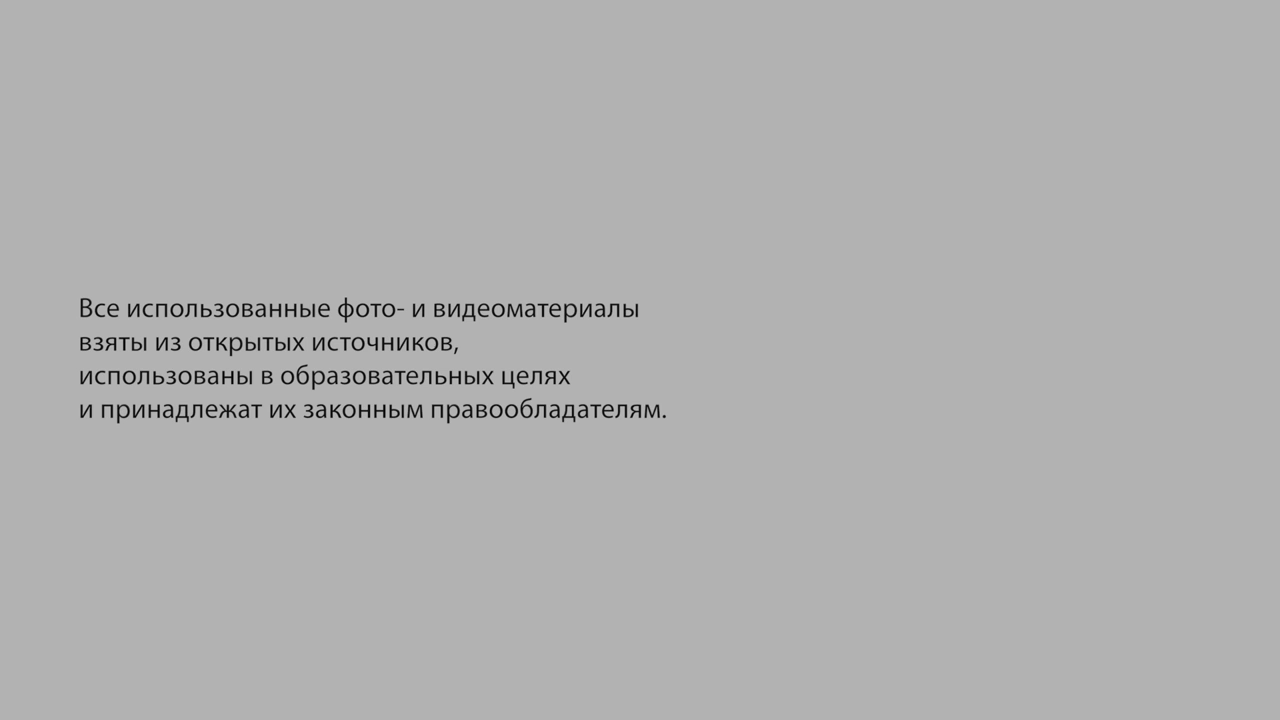 Все использованные фото- и видеоматериалы
взяты из открытых источников,
использованы в образовательных целях
и принадлежат их законным правообладателям.